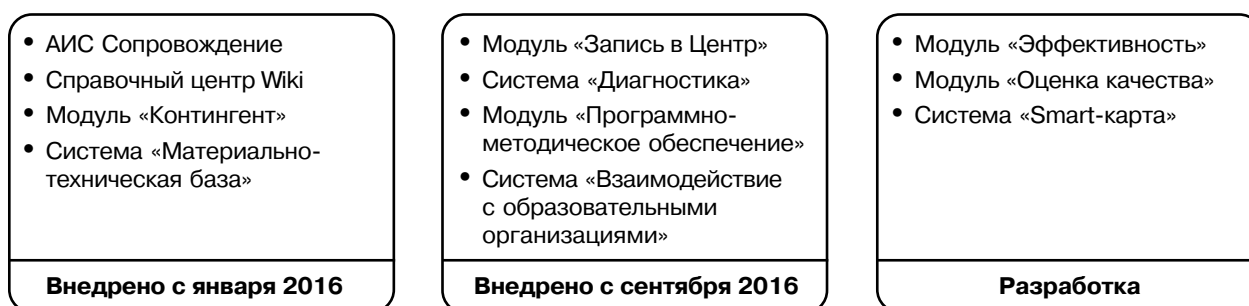 • АИС Сопровождение
• Справочный центр Wiki
• Модуль «Контингент»
• Система «Материально-
техническая база»
Внедрено с января 2016
• Модуль «Запись в Центр»
• Система «Диагностика»
• Модуль «Программно-
методическое обеспечение»
• Система «Взаимодействие
с образовательными
организациями»
Внедрено с сентября 2016
• Модуль «Эффективность»
• Модуль «Оценка качества»
• Система «Smart-карта»
Разработка